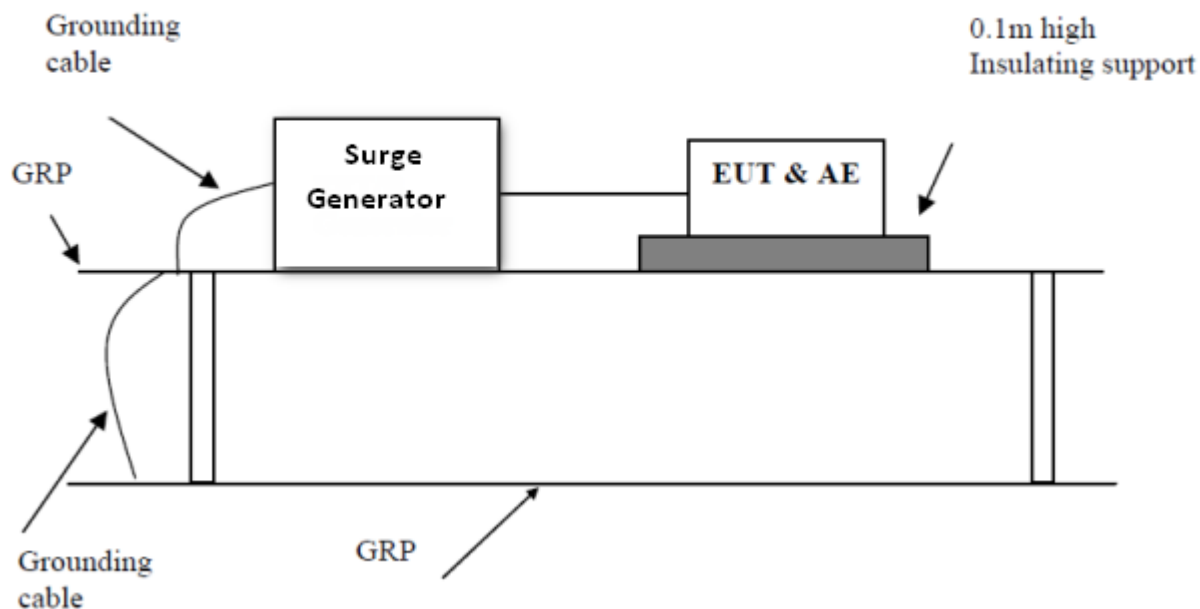 Grounding
cable
0.1m high
Insulating support
GRP
Surge
Generator
EUT & AE
Grounding
cable
GRP